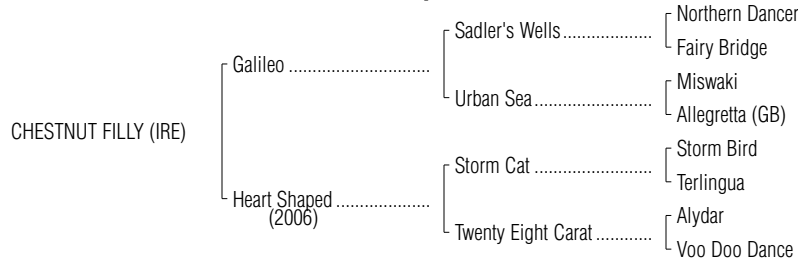 Northern Dancer
Sadler's Wells....................
Fairy Bridge
Galileo ...............................
Miswaki
Urban Sea..........................
Allegretta (GB)
CHESTNUT FILLY (IRE)
Storm Bird
Storm Cat ..........................
Terlingua
Heart Shaped ....................
(2006)
Alydar
Twenty Eight Carat ............
Voo Doo Dance